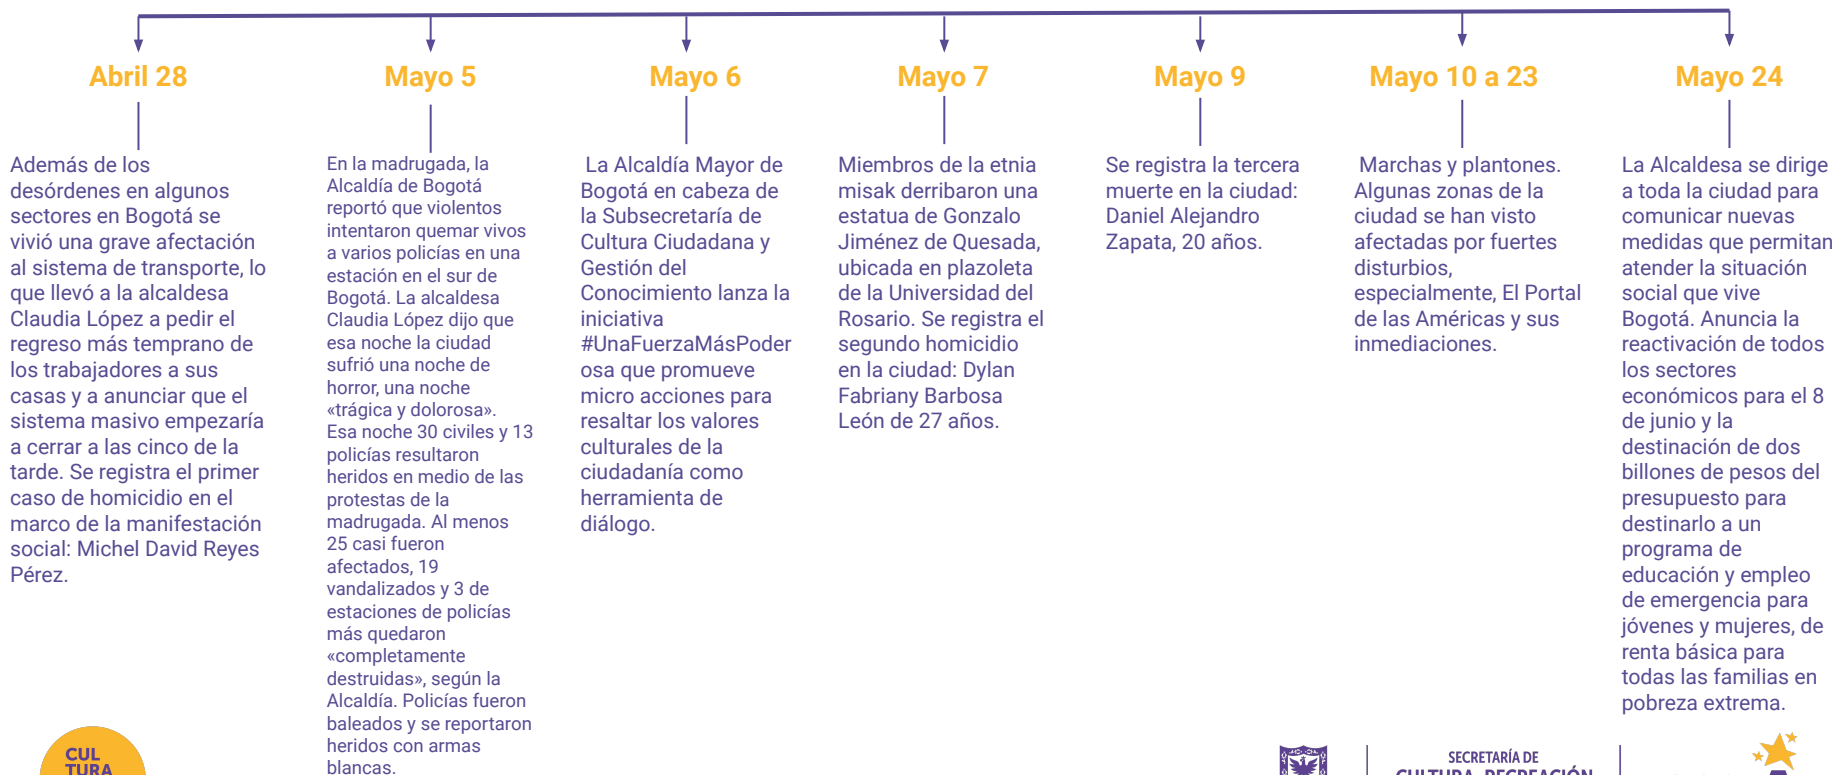 Abril 28
Además de los
desórdenes en algunos
sectores en Bogotá se
vivió una grave afectación
al sistema de transporte, lo
que llevó a la alcaldesa
Claudia López a pedir el
regreso más temprano de
los trabajadores a sus
casas y a anunciar que el
sistema masivo empezaría
a cerrar a las cinco de la
tarde. Se registra el primer
caso de homicidio en el
marco de la manifestación
social: Michel David Reyes
Pérez.
Mayo 5
En la madrugada, la
Alcaldía de Bogotá
reportó que violentos
intentaron quemar vivos
a varios policías en una
estación en el sur de
Bogotá. La alcaldesa
Claudia López dijo que
esa noche la ciudad
sufrió una noche de
horror, una noche
«trágica y dolorosa».
Esa noche 30 civiles y 13
policías resultaron
heridos en medio de las
protestas de la
madrugada. Al menos
25 casi fueron
afectados, 19
vandalizados y 3 de
estaciones de policías
más quedaron
«completamente
destruidas», según la
Alcaldía. Policías fueron
baleados y se reportaron
heridos con armas
blancas.
Mayo 6
La Alcaldía Mayor de
Bogotá en cabeza de
la Subsecretaría de
Cultura Ciudadana y
Gestión del
Conocimiento lanza la
iniciativa
#UnaFuerzaMásPoder
osa que promueve
micro acciones para
resaltar los valores
culturales de la
ciudadanía como
herramienta de
diálogo.
Mayo 7
Miembros de la etnia
misak derribaron una
estatua de Gonzalo
Jiménez de Quesada,
ubicada en plazoleta
de la Universidad del
Rosario. Se registra el
segundo homicidio
en la ciudad: Dylan
Fabriany Barbosa
León de 27 años.
Mayo 9
Se registra la tercera
muerte en la ciudad:
Daniel Alejandro
Zapata, 20 años.
Mayo 10 a 23
Marchas y plantones.
Algunas zonas de la
ciudad se han visto
afectadas por fuertes
disturbios,
especialmente, El Portal
de las Américas y sus
inmediaciones.
Mayo 24
La Alcaldesa se dirige
a toda la ciudad para
comunicar nuevas
medidas que permitan
atender la situación
social que vive
Bogotá. Anuncia la
reactivación de todos
los sectores
económicos para el 8
de junio y la
destinación de dos
billones de pesos del
presupuesto para
destinarlo a un
programa de
educación y empleo
de emergencia para
jóvenes y mujeres, de
renta básica para
todas las familias en
pobreza extrema.
CUL
TURA
SECRETARÍA DE
CULTURA, RECREACIÓN